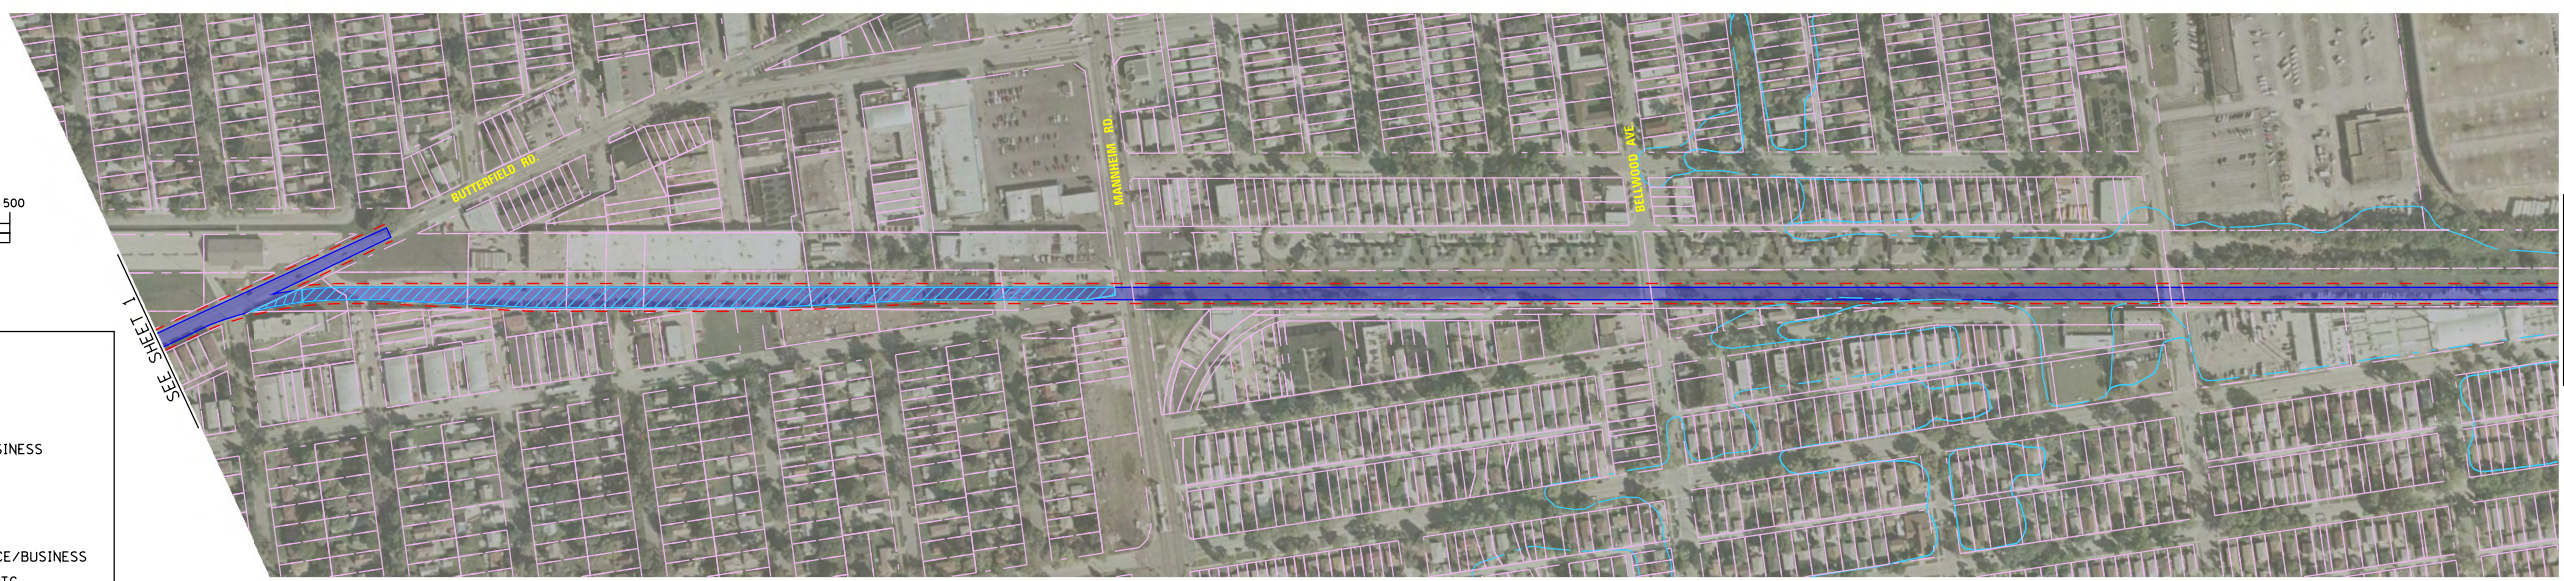 500
BUTTERFIELD RD.
MANNHEIM RD.
BELLWOOD AVE.
SEE SHEET 1
SINESS
CE/BUSINESS